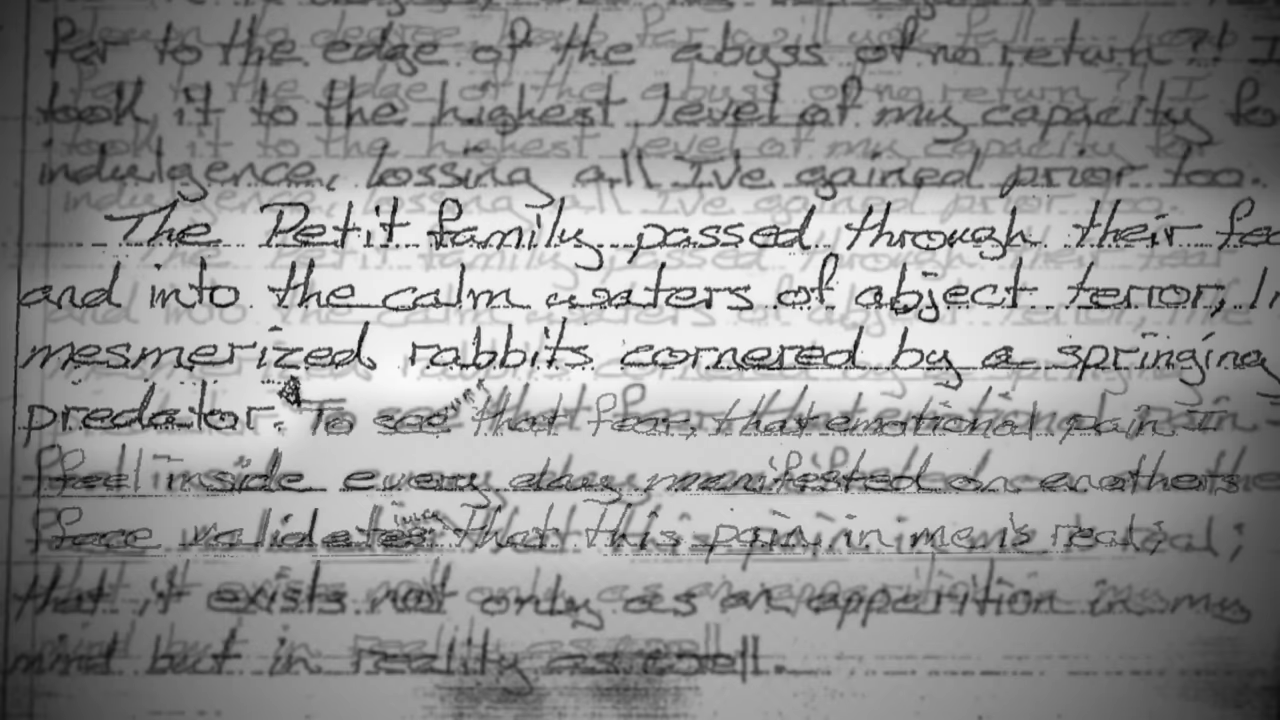 far to the edge of the abyss of no return?! I
took it to the highest level of my capacity fo
indulgence, lossing all I've gained prior too.
The Petit family passed through their fea
and into the calm waters of abject terror, li
mesmerized rabbits cornered by a springing
predator. To see that fear, that emotional pain I
feel inside every day manifested on
face validates that this pain in me is real;
that it exists not only as an apparition in my
mind but in reality as well.